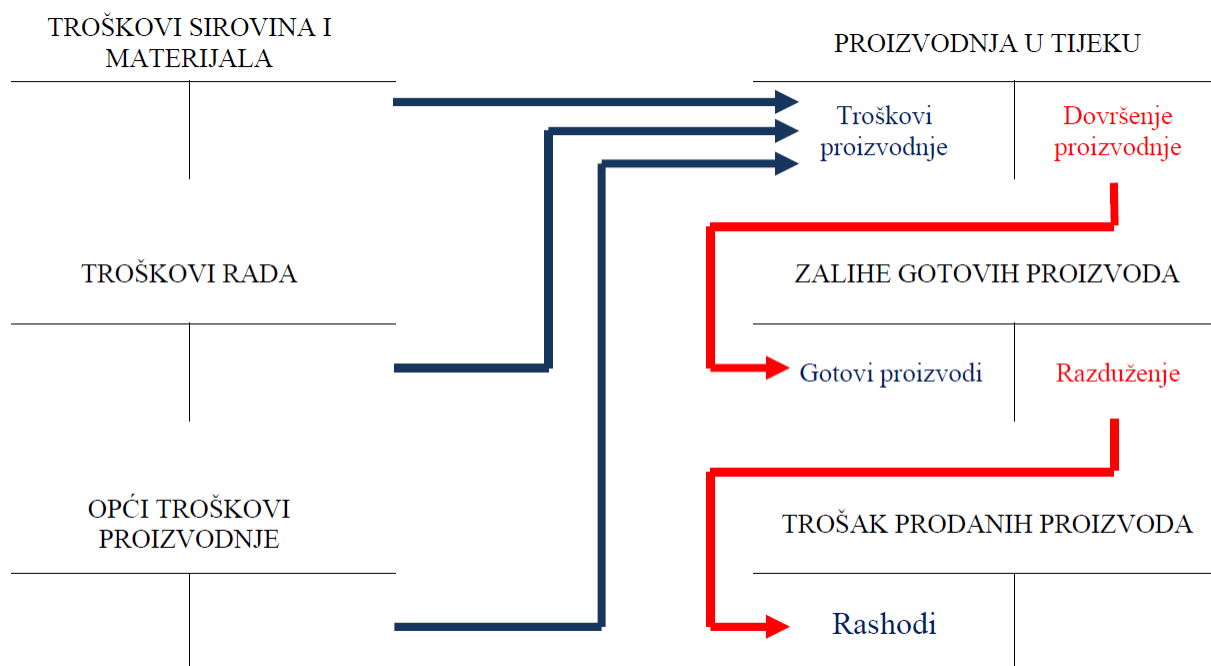 TROŠKOVI SIROVINA I
MATERIJALA
PROIZVODNJA U TIJEKU
Troškovi
proizvodnje
Dovršenje
proizvodnje
TROŠKOVI RADA
ZALIHE GOTOVIH PROIZVODA
Gotovi proizvodi
Razduženje
OPĆI TROŠKOVI
PROIZVODNJE
TROŠAK PRODANIH PROIZVODA
Rashodi